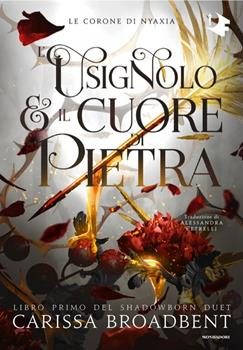 LE CORONE DI NYAXIA
L'USIGNOLO
& IL CUORE
DI
PIETRA
Traduzione di
ALESSANDRA
CEPRELLI
MONDADORI
LIBRO PRIMO DEL SHADOWBORN DUET
CARISSA BROADBENT